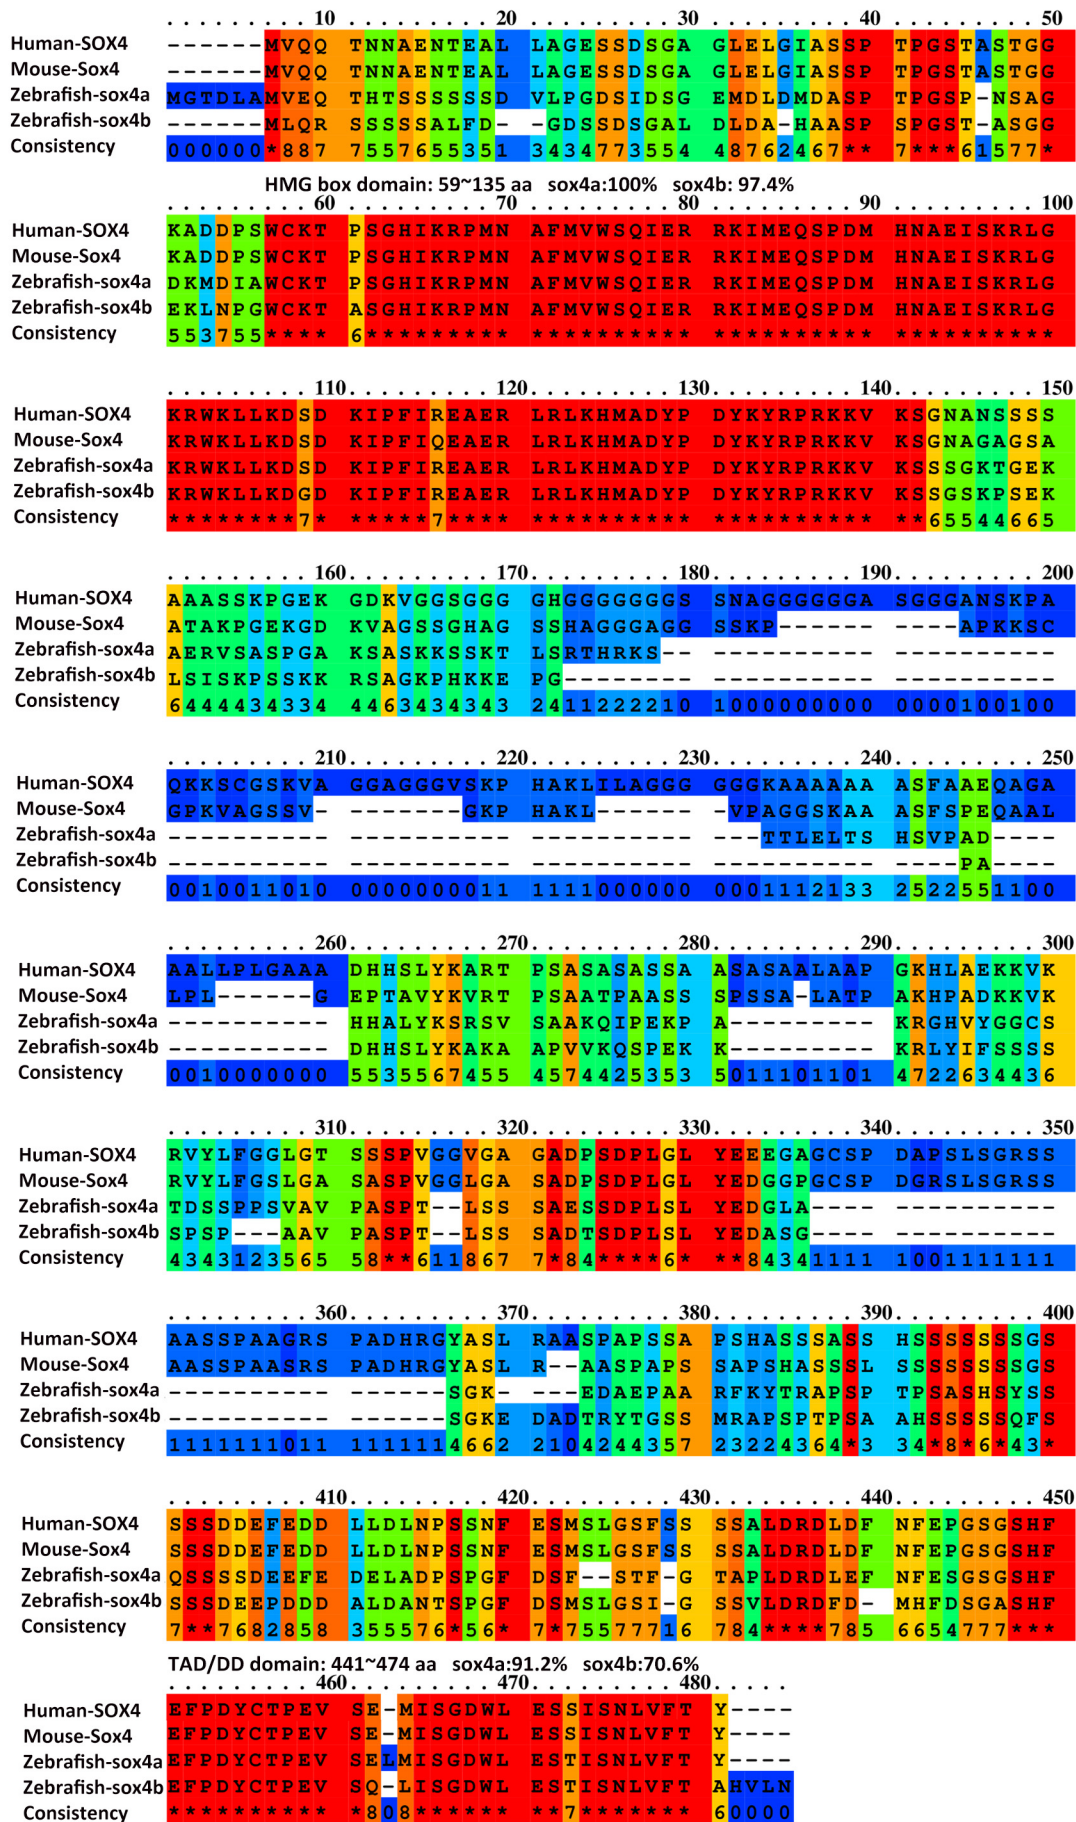 . . . . . . . . . 10 . . . . . . . . . 20 . . . . . . . . . 30 . . . . . . . . . 40 . . . . . . . . . 50
Human-SOX4 ------MVQQ TNNAENTEAL LAGESSDSGA GLELGIASSP TPGSTASTGG
Mouse-Sox4 ------MVQQ TNNAENTEAL LAGESSDSGA GLELGIASSP TPGSTASTGG
Zebrafish-sox4a MGTDLAMVEQ THTSSSSSSD VLPGDSIDSG EMDLDMDASP TPGSP-NSAG
Zebrafish-sox4b ------MLQR SSSSSALFD- --GDSSDSGALD LDA-HAASP SPGST-ASGG
Consistency 000000*887 7557655351 3434773554 487624 67** 7***61577*
HMG box domain: 59~135 aa sox4a:100% sox4b: 97.4%
. . . . . . . . . 60 . . . . . . . . . 70 . . . . . . . . . 80 . . . . . . . . . 90 . . . . . . . . . 100
Human-SOX4 KADDPSWCKT PSGHIKRPMN AFMVWSQIER RKIMEQSPDM HNAEISKRLG
Mouse-Sox4 KADDPSWCKT PSGHIKRPMN AFMVWSQIER RKIMEQSPDM HNAEISKRLG
Zebrafish-sox4a DKMDIAWCKT PSGHIKRPMN AFMVWSQIER RKIMEQSPDM HNAEISKRLG
Zebrafish-sox4b EKLNPGWCKT ASGHIKRPMN AFMVWSQIER RKIMEQSPDM HNAEISKRLG
Consistency 553755**** 6********* ********** ********** **********
. . . . . . . . . 110 . . . . . . . . . 120 . . . . . . . . . 130 . . . . . . . . . 140 . . . . . . . . . 150
Human-SOX4 KRWKLLKDSD KIPFIREAER LRLKHMADYP DYKYRPRKKV KSGNANSSSS
Mouse-Sox4 KRWKLLKDSD KIPFIQEAER LRLKHMADYP DYKYRPRKKV KSGNAGAGSA
Zebrafish-sox4a KRWKLLKDSD KIPFIREAER LRLKHMADYP DYKYRPRKKV KSSSGKTGEK
Zebrafish-sox4b KRWKLLKDGD KIPFIREAER LRLKHMADYP DYKYRPRKKV KSSGSKPSEK
Consistency ********7* *****7**** ********** ********** **65544665
. . . . . . . . . 160 . . . . . . . . . 170 . . . . . . . . . 180 . . . . . . . . . 190 . . . . . . . . . 200
Human-SOX4 AAASSKPGEK GDKVGGSGGG GHGGGGGGGS SNAGGGGGGA SGGGANSKPA
Mouse-Sox4 ATAKPGEKGD KVAGSSGHAG SSHAGGGAGG SSKP------ ----APKKSC
Zebrafish-sox4a AERVSASPGA KSASKKSSKT LSRTHRKS-- ---------- ----------
Zebrafish-sox4b LSISKPSSKK RSAGKPHKKE PG-------- ---------- ----------
Consistency 6444434334 4463434343 2411222210 1000000000 0000100100
. . . . . . . . . 210 . . . . . . . . . 220 . . . . . . . . . 230 . . . . . . . . . 240 . . . . . . . . . 250
Human-SOX4 QKKSCGSKVA GGAGGGVSKP HAKLILAGGG GGGKAAAAAA ASFAAEQAGA
Mouse-Sox4 GPKVAGSSV- -------GKP HAKL------ --VPAGGSKAA ASFSPEQAAL
Zebrafish-sox4a ---------- ---------- ---------- ----TTLELTS HSVPAD----
Zebrafish-sox4b ---------- ---------- ---------- ---------- ----PA----
Consistency 0010011010 0000000011 1111000000 0001112133 2522551100
. . . . . . . . . 260 . . . . . . . . . 270 . . . . . . . . . 280 . . . . . . . . . 290 . . . . . . . . . 300
Human-SOX4 AALLPLGAAA DHHSLYKART PSASASASSA ASASAALAAP GKHLAEKKVK
Mouse-Sox4 LPL------G EPTAVYKVRT PSAATPAASS SPSSA-LATP AKHPADKKVK
Zebrafish-sox4a ---------- HHALYKSRSV SAAKQIPEKP A--------- KRGHVYGGCS
Zebrafish-sox4b ---------- DHHSLYKAKA APVVKQSPEK K--------- KRLYIFSSSS
Consistency 0010000000 5535567455 4574425353 5011101101 4722634436
. . . . . . . . . 310 . . . . . . . . . 320 . . . . . . . . . 330 . . . . . . . . . 340 . . . . . . . . . 350
Human-SOX4 RVYLFGGLGT SSSPVGGVGA GADPSDPLGL YEEEGAGCSP DAPSLSGRSS
Mouse-Sox4 RVYLFGSLGA SASPVGGLGA SADPSDPLGL YEDGGPGCSP DGRSLSGRSS
Zebrafish-sox4a TDSSPPSVAV PASPT--LSS SAESSDPLSL YEDGLA---- ----------
Zebrafish-sox4b SPSP---AAV PASPT--LSS SADTSDPLSL YEDASG---- ----------
Consistency 4343123565 58**611867 7*84****6* **84341111 1001111111
. . . . . . . . . 360 . . . . . . . . . 370 . . . . . . . . . 380 . . . . . . . . . 390 . . . . . . . . . 400
Human-SOX4 AASSPAAGRS PADHRGYASL RAASPAPSSA PSHASSSASS HSSSSSSSGS
Mouse-Sox4 AASSPAASRS PADHRGYASL R--AASPAPS SAPSHASSSL SSSSSSSSGS
Zebrafish-sox4a ---------- ------SGK- ---EDAEPAA RFKYTRAPSP TPSASHSYSS
Zebrafish-sox4b ---------- ------SGKE DADTRYTGSS MRAPSPTPSA AHSSSSSQFS
Consistency 1111111011 1111114662 2104244357 23224364*3 34*8*6*43*
. . . . . . . . . 410 . . . . . . . . . 420 . . . . . . . . . 430 . . . . . . . . . 440 . . . . . . . . . 450
Human-SOX4 SSSDDEFEDD LLDLNPSSNF ESMSLGSFSS SSALDRDLDF NFEPGSGSHF
Mouse-Sox4 SSSDDEFEDD LLDLNPSSNF ESMSLGSFSS SSALDRDLDF NFEPGSGSHF
Zebrafish-sox4a QSSSSDEEFE DELADPSPGF DSF--STF-G TAPLDRDLEF NFESGSGSHF
Zebrafish-sox4b SSSDEEPDDD ALDANTSPGF DSMSLGSI-G SSVLDRDFD- MHFDSGASHF
Consistency 7**7682858 355576*56* 7*75577716 784****785 6654777***
TAD/DD domain: 441~474 aa sox4a:91.2% sox4b:70.6%
. . . . . . . . . 460 . . . . . . . . . 470 . . . . . . . . . 480 . . . . .
Human-SOX4 EFPDYCTPEV SE-MISGDWL ESSISNLVFT Y----
Mouse-Sox4 EFPDYCTPEV SE-MISGDWL ESSISNLVFT Y----
Zebrafish-sox4a EFPDYCTPEV SELMISGDWL ESTISNLVFT Y----
Zebrafish-sox4b EFPDYCTPEV SQ-LISGDWL ESTISNLVFT AHVLN
Consistency ********** *808****** **7******* 60000